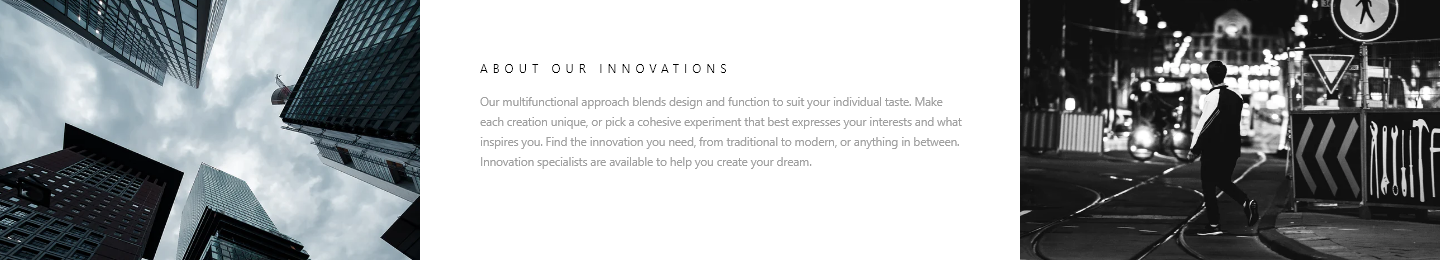 ABOUT OUR INNOVATIONS
Our multifunctional approach blends design and function to suit your individual taste. Make
each creation unique, or pick a cohesive experiment that best expresses your interests and what
inspires you. Find the innovation you need, from traditional to modern, or anything in between.
Innovation specialists are available to help you create your dream.